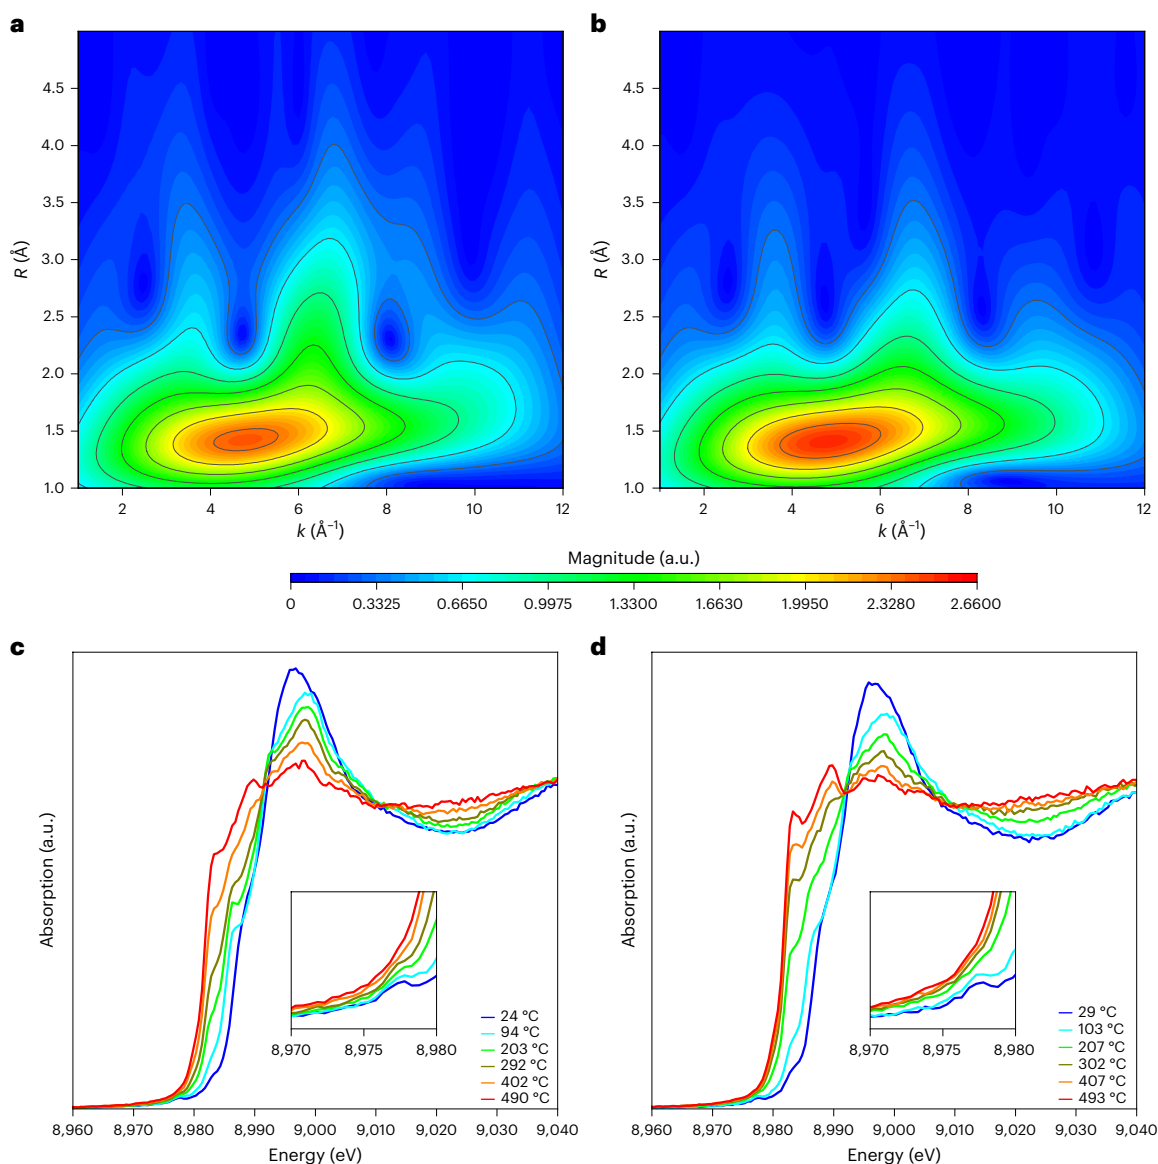 a
b
4.5
4.0
3.5
3.0
2.5
2.0
1.5
1.0
R (Å)
2 4 6 8 10 12
k (Å⁻¹)
4.5
4.0
3.5
3.0
2.5
2.0
1.5
1.0
R (Å)
2 4 6 8 10 12
k (Å⁻¹)
Magnitude (a.u.)
0 0.3325 0.6650 0.9975 1.3300 1.6630 1.9950 2.3280 2.6600
c
d
Absorption (a.u.)
8,970 8,975 8,980
24 °C
94 °C
203 °C
292 °C
402 °C
490 °C
8,960 8,970 8,980 8,990 9,000 9,010 9,020 9,030 9,040
Energy (eV)
Absorption (a.u.)
8,970 8,975 8,980
29 °C
103 °C
207 °C
302 °C
407 °C
493 °C
8,960 8,970 8,980 8,990 9,000 9,010 9,020 9,030 9,040
Energy (eV)